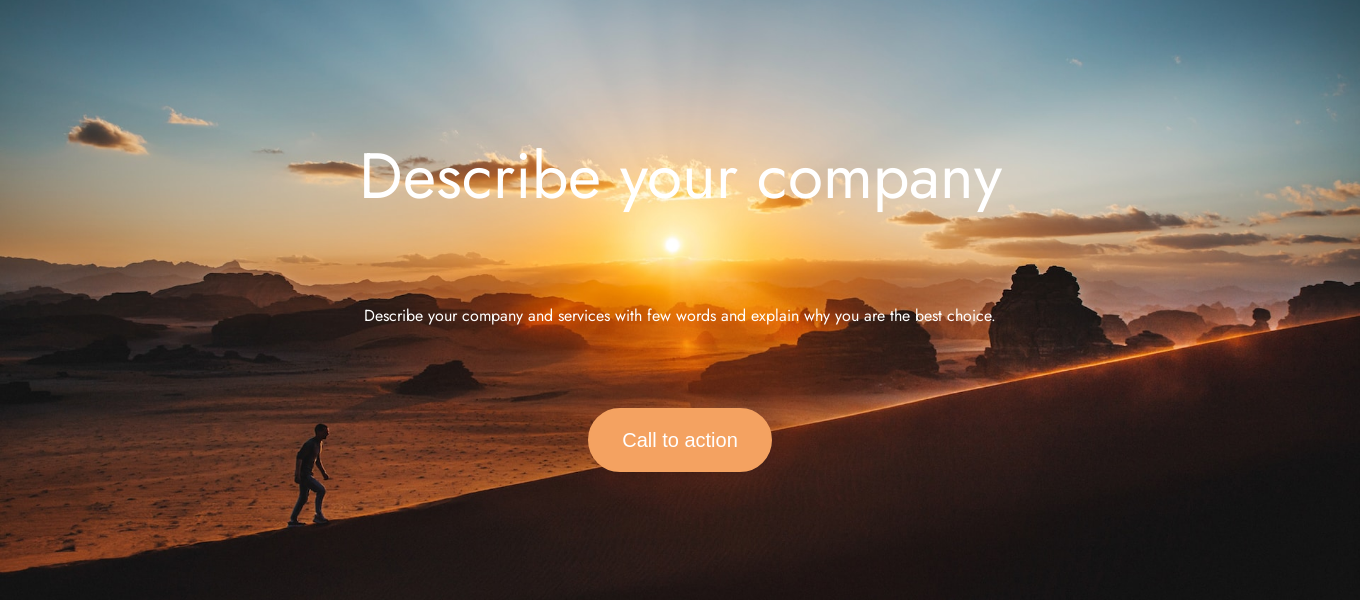 Describe your company
Describe your company and services with few words and explain why you are the best choice.
Call to action